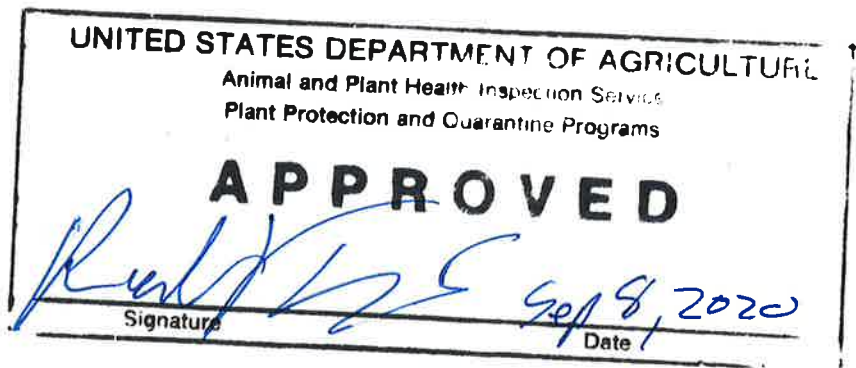 UNITED STATES DEPARTMENT OF AGRICULTURE
Animal and Plant Health Inspection Service
Plant Protection and Quarantine Programs
APPROVED
Sep 8, 2020
Signature
Date